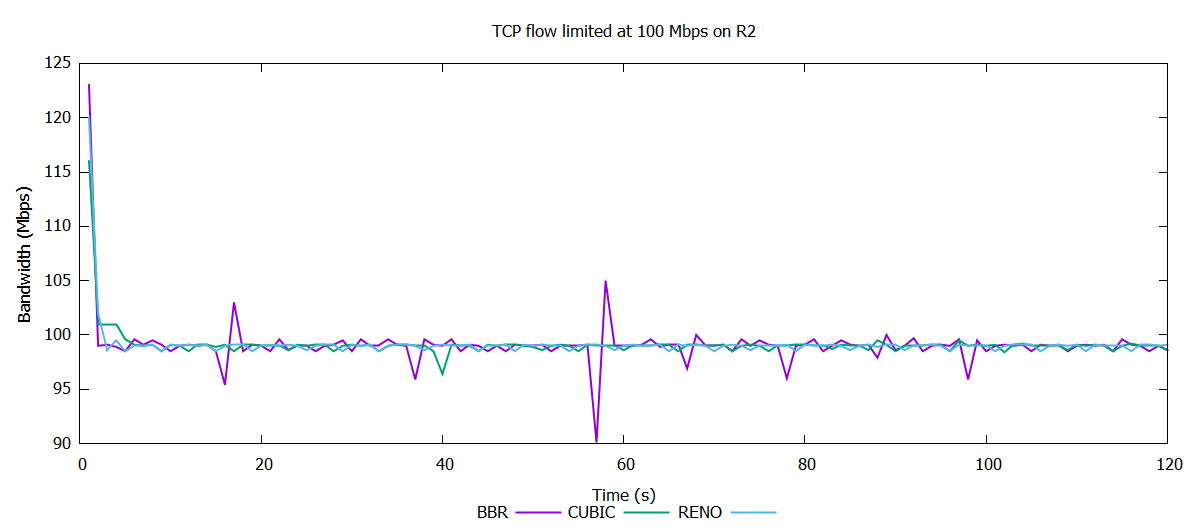 TCP flow limited at 100 Mbps on R2
125
120
115
110
105
100
95
90
Bandwidth (Mbps)
0 20 40 60 80 100 120
Time (s)
BBR CUBIC RENO